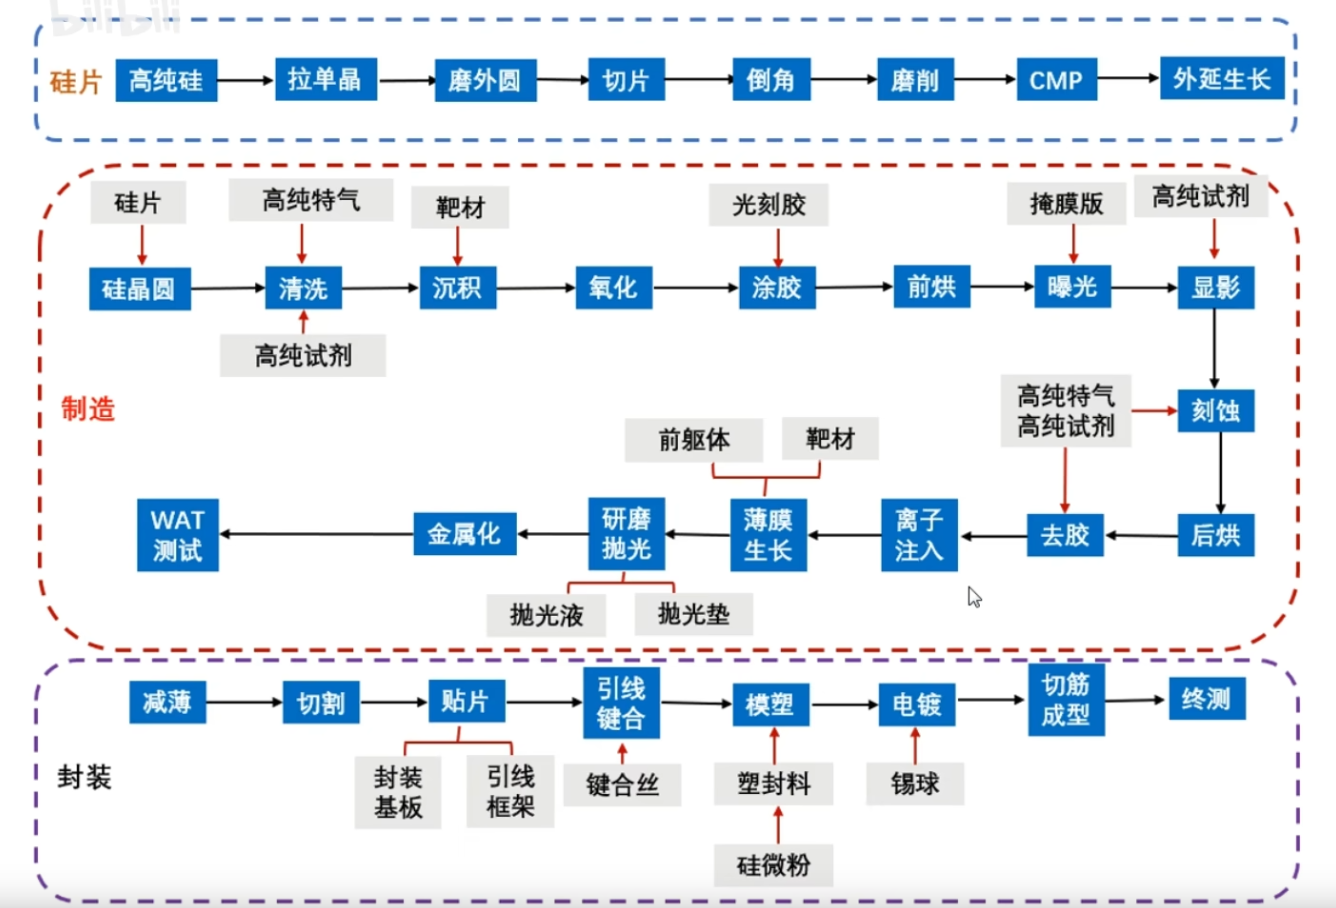 bilibili
硅片
高纯硅
拉单晶
磨外圆
切片
倒角
磨削
CMP
外延生长
硅片
高纯特气
靶材
光刻胶
掩膜版
高纯试剂
硅晶圆
清洗
沉积
氧化
涂胶
前烘
曝光
显影
高纯试剂
制造
高纯特气
高纯试剂
刻蚀
前躯体
靶材
WAT
测试
金属化
研磨
抛光
薄膜
生长
离子
注入
去胶
后烘
抛光液
抛光垫
封装
减薄
切割
贴片
引线
键合
模塑
电镀
切筋
成型
终测
封装
基板
引线
框架
键合丝
塑封料
锡球
硅微粉